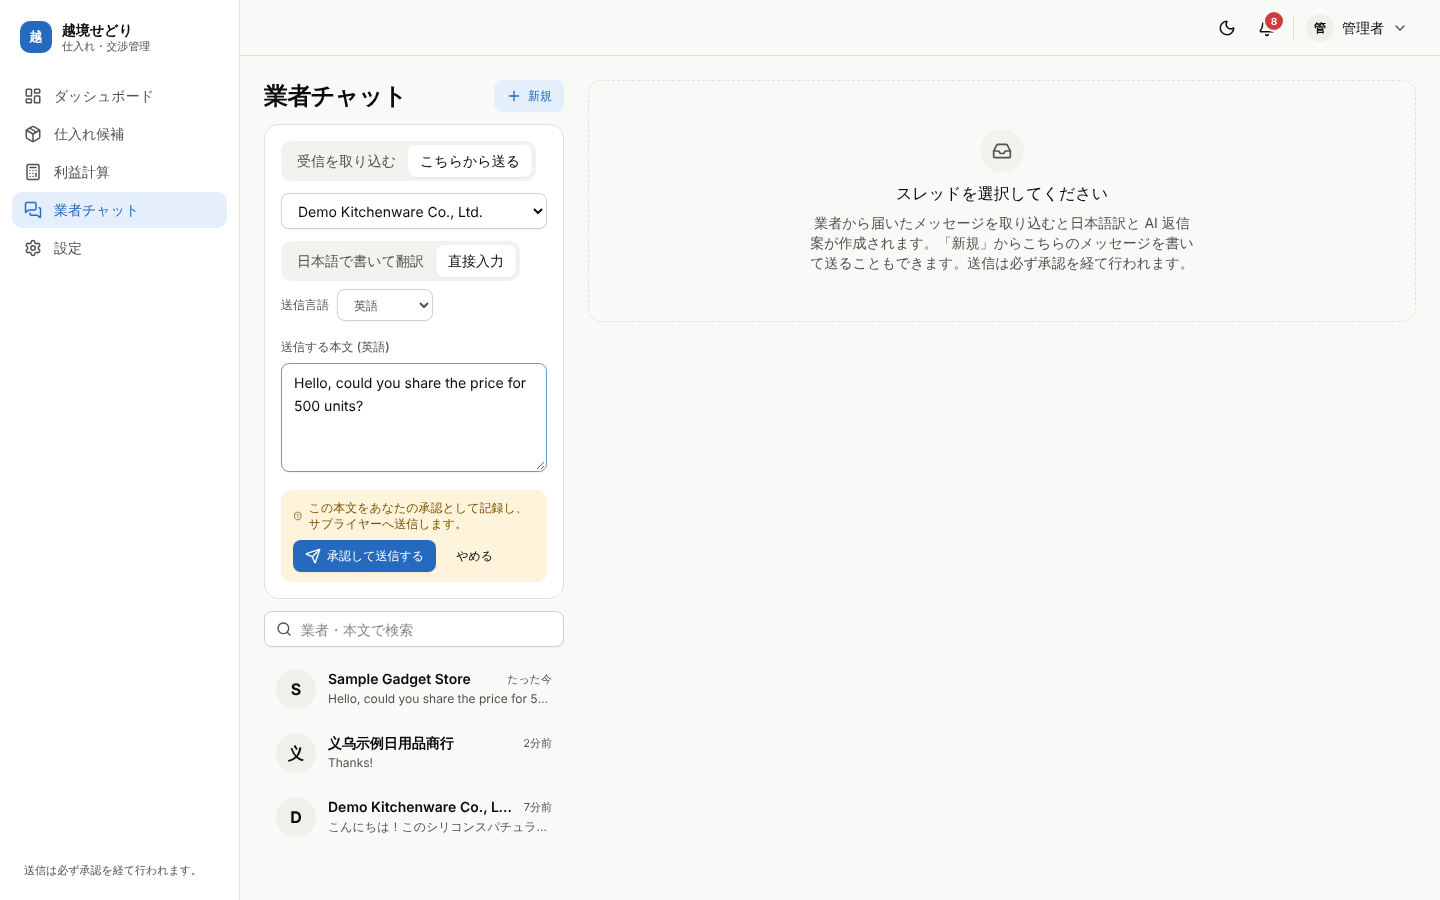 越
越境せどり
仕入れ・交渉管理
ダッシュボード
仕入れ候補
利益計算
業者チャット
設定
送信は必ず承認を経て行われます。
8
管
管理者
業者チャット
新規
受信を取り込む
こちらから送る
Demo Kitchenware Co., Ltd.
日本語で書いて翻訳
直接入力
送信言語
英語
送信する本文 (英語)
Hello, could you share the price for
500 units?
この本文をあなたの承認として記録し、
サプライヤーへ送信します。
承認して送信する
やめる
業者・本文で検索
S
Sample Gadget Store
たった今
Hello, could you share the price for 5...
义
义乌示例日用品商行
2分前
Thanks!
D
Demo Kitchenware Co., L...
7分前
こんにちは！このシリコンスパチュラ...
スレッドを選択してください
業者から届いたメッセージを取り込むと日本語訳と AI 返信
案が作成されます。「新規」からこちらのメッセージを書い
て送ることもできます。送信は必ず承認を経て行われます。